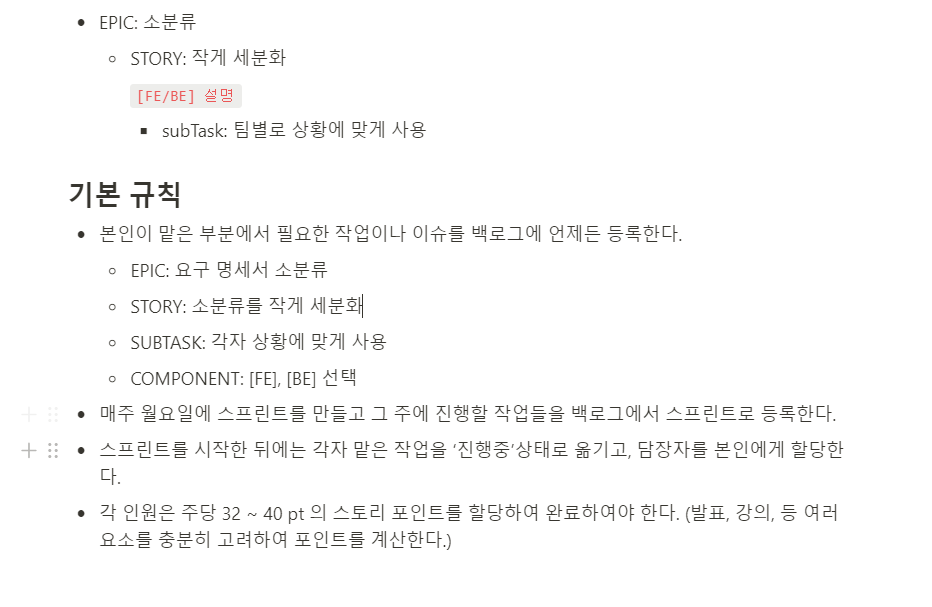 EPIC: 소분류
STORY: 작게 세분화
[FE/BE] 설명
subTask: 팀별로 상황에 맞게 사용
기본 규칙
본인이 맡은 부분에서 필요한 작업이나 이슈를 백로그에 언제든 등록한다.
EPIC: 요구 명세서 소분류
STORY: 소분류를 작게 세분화
SUBTASK: 각자 상황에 맞게 사용
COMPONENT: [FE], [BE] 선택
매주 월요일에 스프린트를 만들고 그 주에 진행할 작업들을 백로그에서 스프린트로 등록한다.
스프린트를 시작한 뒤에는 각자 맡은 작업을 ‘진행중’상태로 옮기고, 담장자를 본인에게 할당한
다.
각 인원은 주당 32 ~ 40 pt 의 스토리 포인트를 할당하여 완료하여야 한다. (발표, 강의, 등 여러
요소를 충분히 고려하여 포인트를 계산한다.)